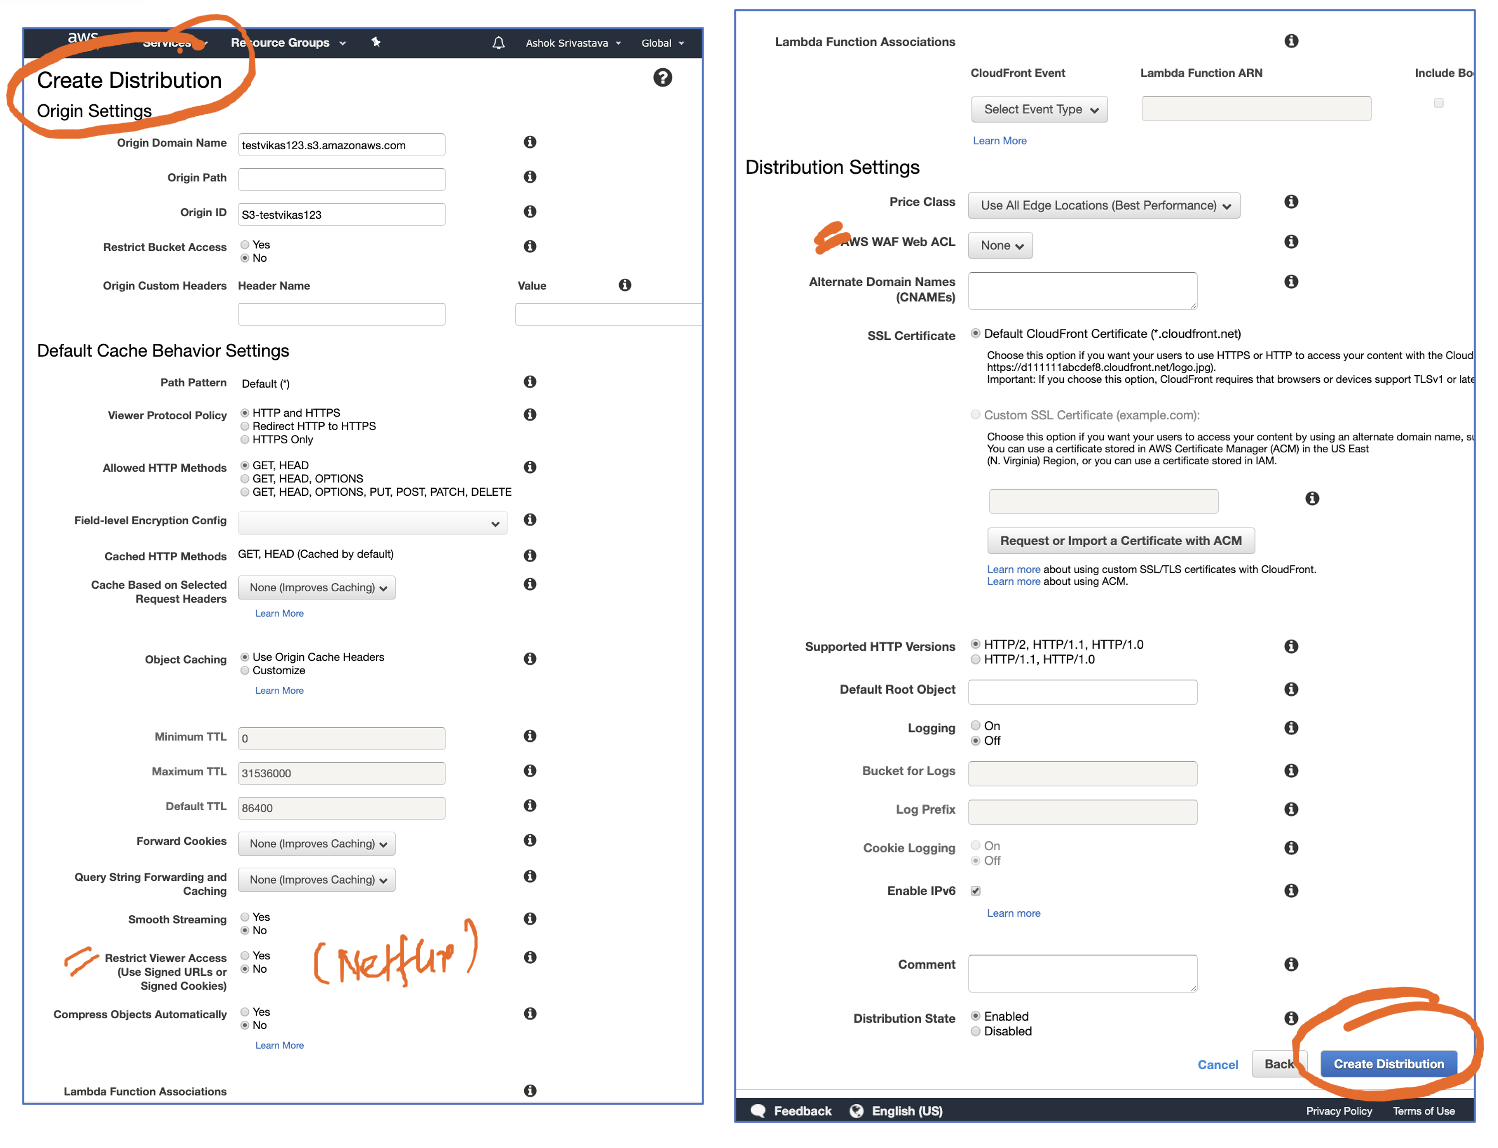 aws Services Resource Groups Ashok Srivastava Global
Create Distribution
Origin Settings
Origin Domain Name testvikas123.s3.amazonaws.com
Origin Path
Origin ID S3-testvikas123
Restrict Bucket Access Yes
No
Origin Custom Headers Header Name Value
Default Cache Behavior Settings
Path Pattern Default (*)
Viewer Protocol Policy HTTP and HTTPS
Redirect HTTP to HTTPS
HTTPS Only
Allowed HTTP Methods GET, HEAD
GET, HEAD, OPTIONS
GET, HEAD, OPTIONS, PUT, POST, PATCH, DELETE
Field-level Encryption Config
Cached HTTP Methods GET, HEAD (Cached by default)
Cache Based on Selected
Request Headers None (Improves Caching)
Learn More
Object Caching Use Origin Cache Headers
Customize
Learn More
Minimum TTL 0
Maximum TTL 31536000
Default TTL 86400
Forward Cookies None (Improves Caching)
Query String Forwarding and
Caching None (Improves Caching)
Smooth Streaming Yes
No
Restrict Viewer Access
(Use Signed URLs or
Signed Cookies) Yes
No
Compress Objects Automatically Yes
No
Learn More
Lambda Function Associations
Lambda Function Associations
CloudFront Event Lambda Function ARN Include Bo
Select Event Type
Learn More
Distribution Settings
Price Class Use All Edge Locations (Best Performance)
AWS WAF Web ACL None
Alternate Domain Names
(CNAMEs)
SSL Certificate Default CloudFront Certificate (*.cloudfront.net)
Choose this option if you want your users to use HTTPS or HTTP to access your content with the Cloud
https://d111111abcdef8.cloudfront.net/logo.jpg).
Important: If you choose this option, CloudFront requires that browsers or devices support TLSv1 or late
Custom SSL Certificate (example.com):
Choose this option if you want your users to access your content by using an alternate domain name, su
You can use a certificate stored in AWS Certificate Manager (ACM) in the US East
(N. Virginia) Region, or you can use a certificate stored in IAM.
Request or Import a Certificate with ACM
Learn more about using custom SSL/TLS certificates with CloudFront.
Learn more about using ACM.
Supported HTTP Versions HTTP/2, HTTP/1.1, HTTP/1.0
HTTP/1.1, HTTP/1.0
Default Root Object
Logging On
Off
Bucket for Logs
Log Prefix
Cookie Logging On
Off
Enable IPv6
Learn more
Comment
Distribution State Enabled
Disabled
Cancel Back Create Distribution
Feedback English (US) Privacy Policy Terms of Use